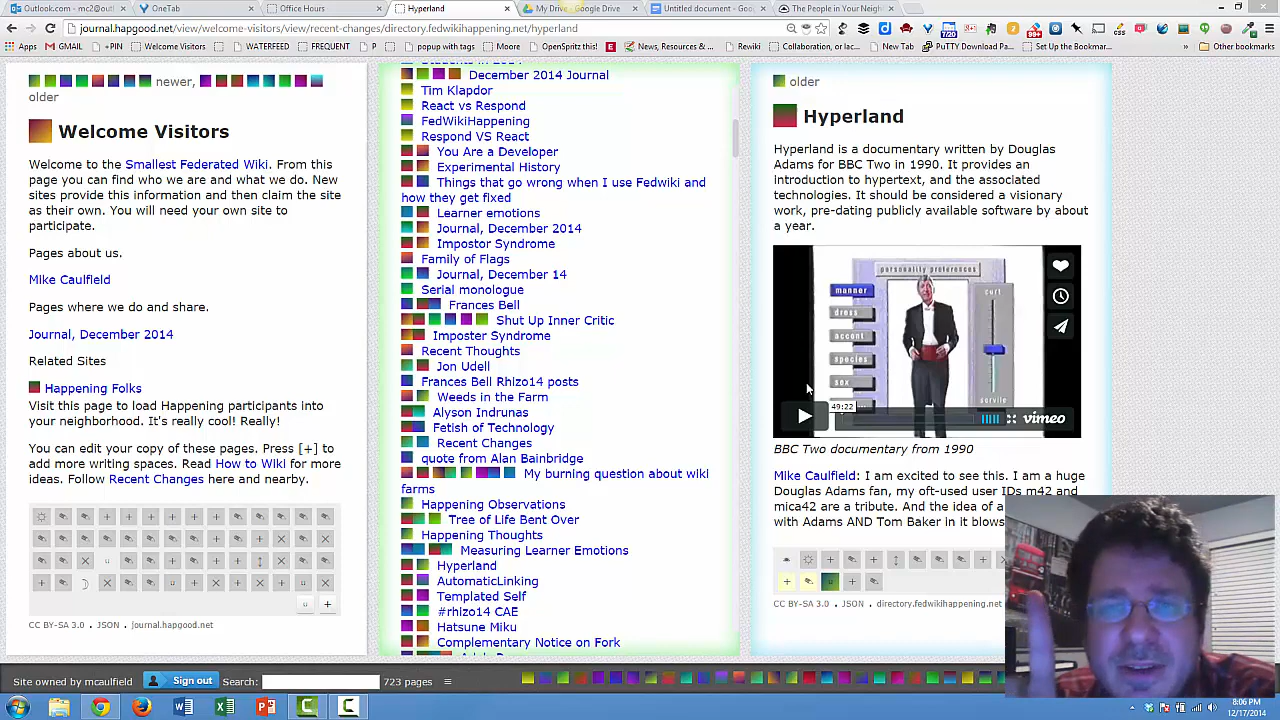 Outlook.com - mc2@outl
OneTab
Office Hours
Hyperland
My Drive - Google Drive
Untitled document - Goog
The People in Your Neighb
journal.hapgood.net/view/welcome-visitors/view/recent-changes/directory.fedwikihappening.net/hyperland
Apps
GMAIL
+PIN
Welcome Visitors
WATERFEED
FREQUENT
P
popup with tags
Moore
OpenSprite this!
News, Resources, &...
Rewiki
Collaboration, or lac
New Tab
PuTTY Download Pa...
Set up the Bookmar...
Other bookmarks
newer,
older
Welcome Visitors
Welcome to the Smallest Federated Wiki. From this
page you can find who we are and what we do. New
sites provide this information and then claim the
site as their own. You will need your own site to
participate.
Pages about us.
Mike Caulfield
Pages where we do and share.
Journal, December 2014
Related Sites
Happening Folks
Visit this page to load Happening participants into
your neighborhood. It's really cool! Really!
You can edit your copy of these pages. Press [+] to
add more writing spaces. Read How to Wiki for more
ideas. Follow Recent Changes here and nearby.
CC BY-SA 3.0 . JSON . journal.hapgood.net
December 2014 Journal
Tim Klapdor
React vs Respond
FedWikiHappening
Respond VS React
You Are a Developer
Experimental History
Things that go wrong when I use Fedwiki and
how they get fixed
Learner emotions
Journal, December 2014
Impostor Syndrome
Family of Flags
Journal, December 14
Serial monologue
Frances Bell
Shut Up Inner Critic
Imposter Syndrome
Recent Thoughts
Jon Udell
Frances Bell Rhizo14 posts
Weeds in the Farm
Alyson Indrunas
Fetish of Technology
Recent Changes
quote from Alan Bainbridge
My burning question about wiki
farms
Happening Observations
Tree of Life Bent Over
Happening Thoughts
Measuring Learner Emotions
Hyperland
AutomaticLinking
Templated Self
#rhizo14 CAE
Hatsune Miku
Complementary Notice on Fork
older
Hyperland
Hyperland is a documentary written by Douglas
Adams for BBC Two in 1990. It provides an
Introduction to hypertext, and the associated
technologies. It should be considered a visionary
work, pre-dating publicly available software by about
a year.
personality preferences
manner
dress
accent
species
sex
curt
servile
49:22
vimeo
BBC Two documentary from 1990
Mike Caulfield: I am excited to see this. I am a huge
Douglas Adams fan, my oft-used user IDs m42 and
mica42 are a tribute. And the idea of a
with Adams AND Tom Baker in it blows
CC BY-SA 3.0 . JSON . directory.fedwikihappening.net
Site owned by mcaulfield
Sign out
Search:
723 pages
8:06 PM
12/17/2014